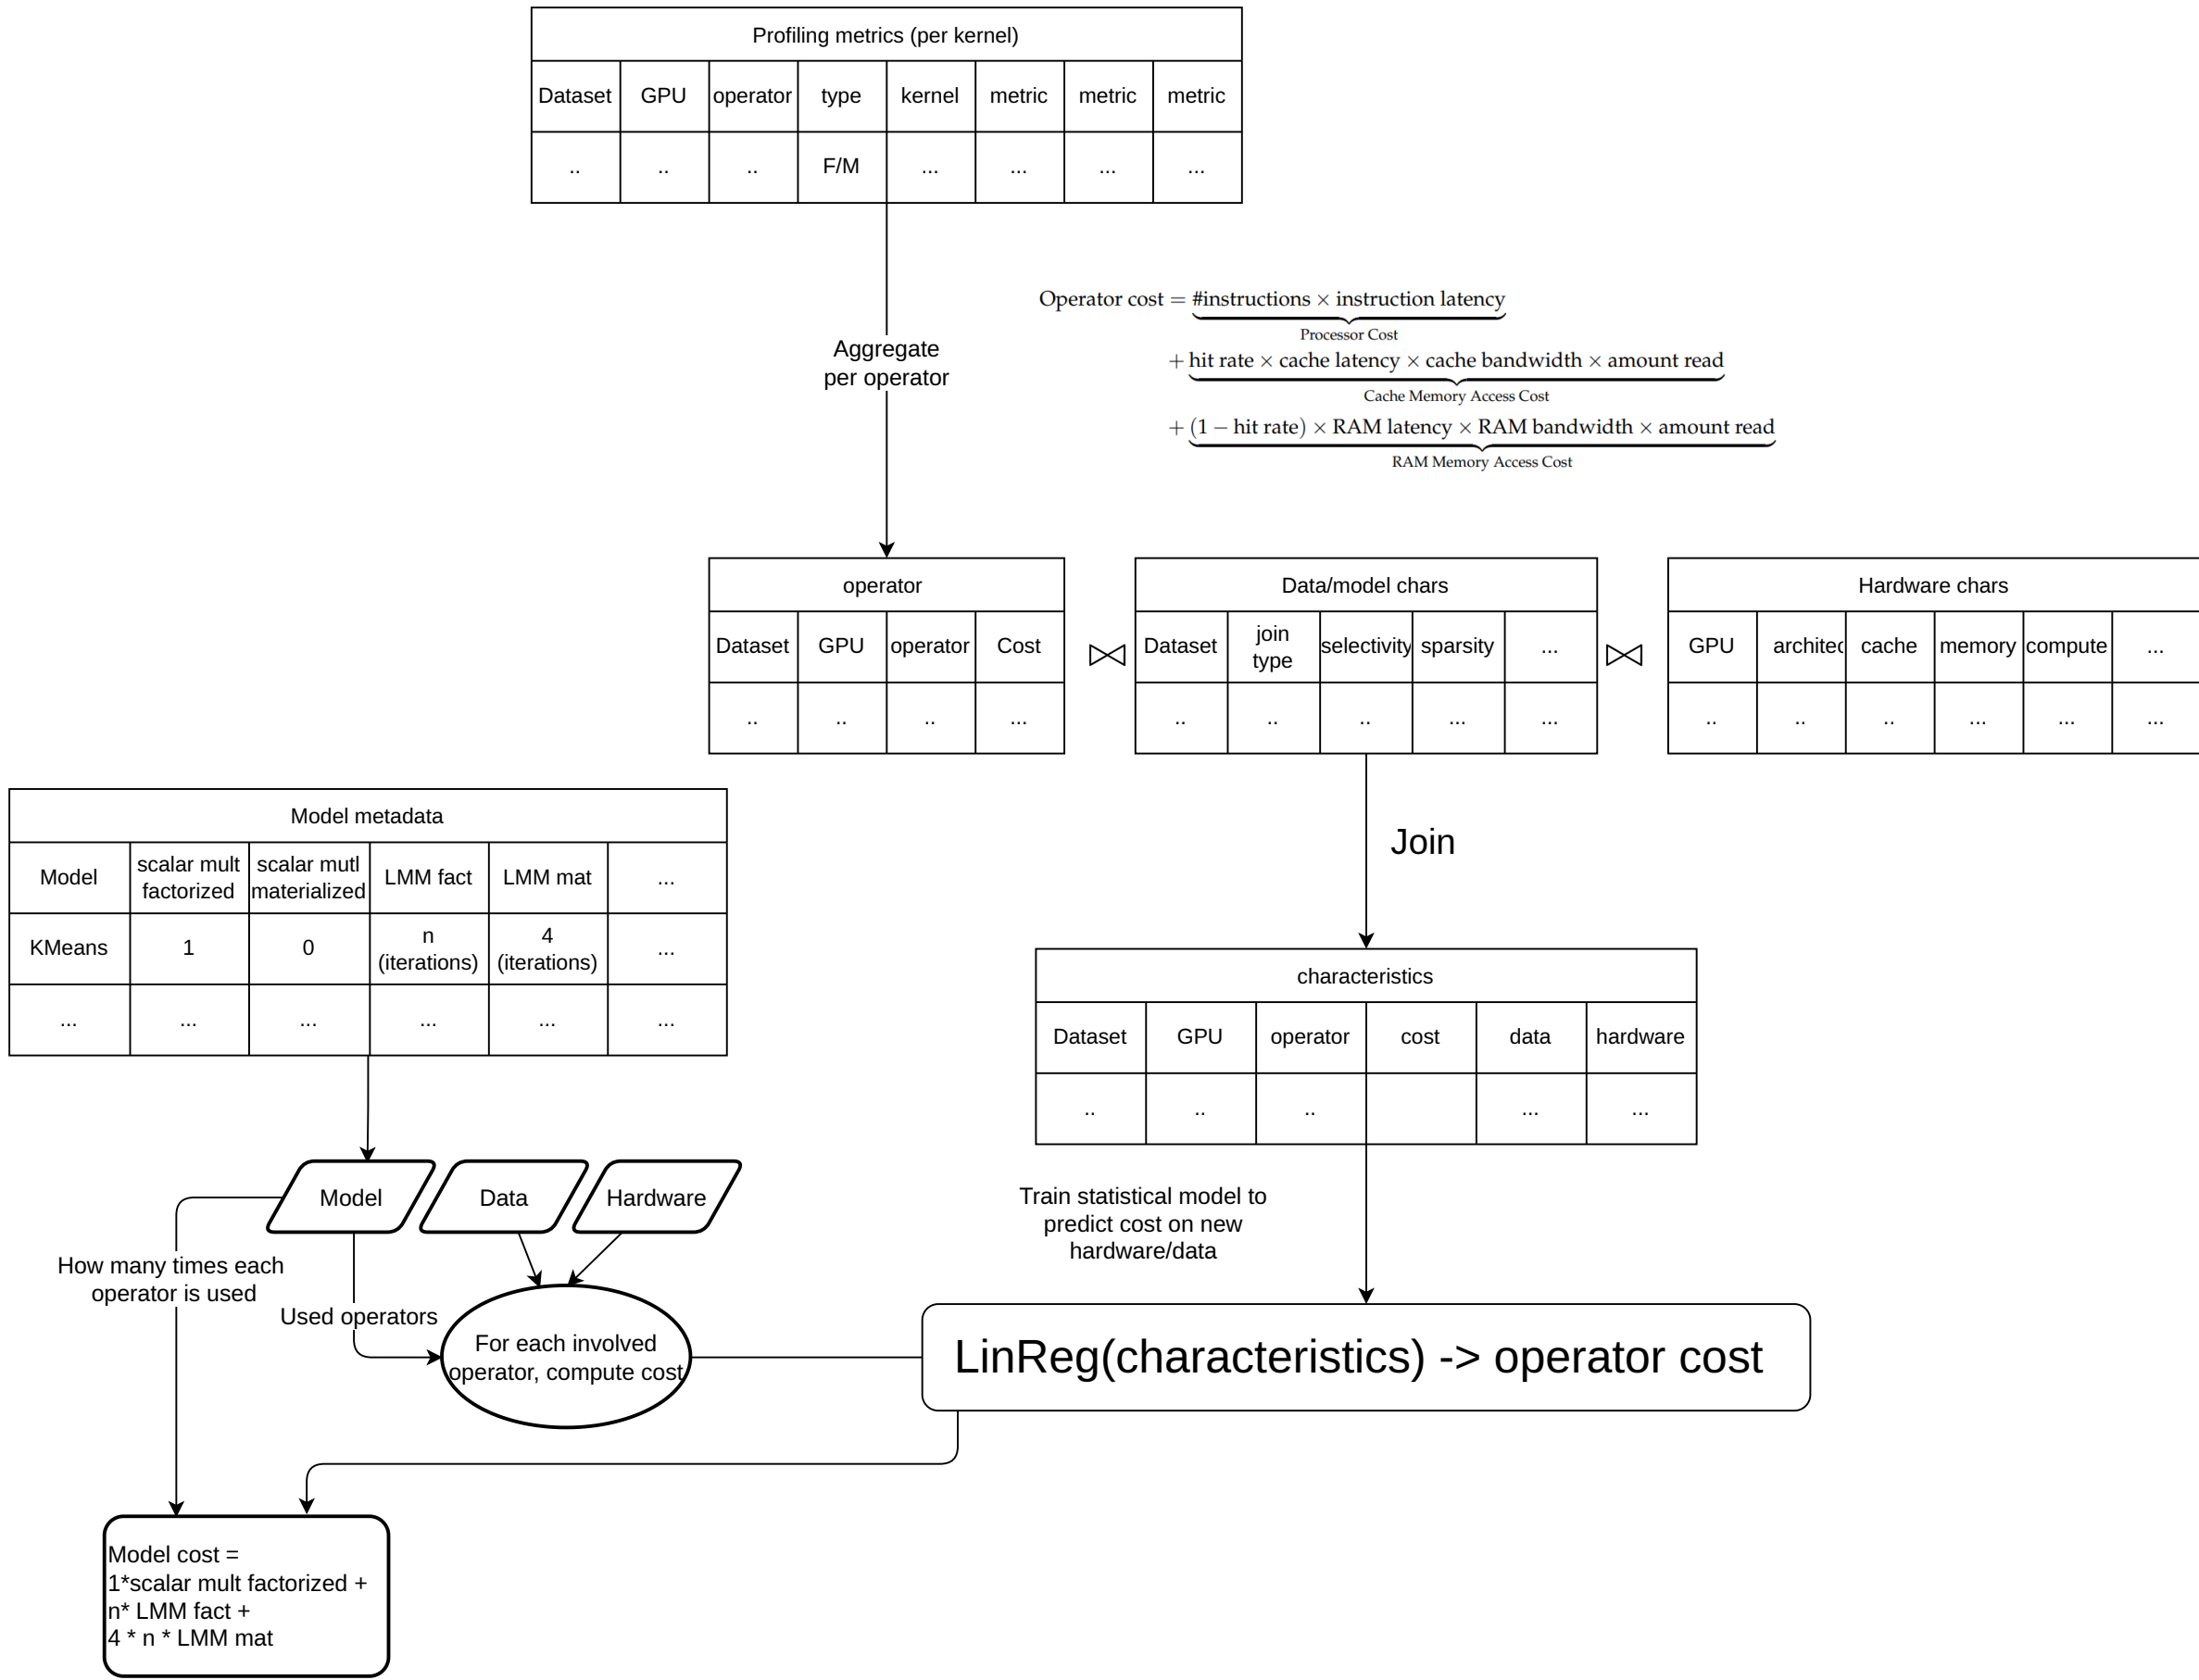 Profiling metrics (per kernel)
Dataset GPU operator type kernel metric metric metric
.. .. .. F/M ... ... ... ...
Operator cost = #instructions × instruction latency
Processor Cost
+ hit rate × cache latency × cache bandwidth × amount read
Cache Memory Access Cost
+ (1 − hit rate) × RAM latency × RAM bandwidth × amount read
RAM Memory Access Cost
Aggregate
per operator
operator
Dataset GPU operator Cost
.. .. .. ...
⋈
Data/model chars
Dataset join type selectivity sparsity ...
.. .. .. ... ...
⋈
Hardware chars
GPU architec cache memory compute ...
.. .. .. ... ... ...
Join
Model metadata
Model scalar mult factorized scalar mutl materialized LMM fact LMM mat ...
KMeans 1 0 n (iterations) 4 (iterations) ...
... ... ... ... ... ...
characteristics
Dataset GPU operator cost data hardware
.. .. .. ... ...
Model Data Hardware
Train statistical model to
predict cost on new
hardware/data
How many times each
operator is used
Used operators
For each involved
operator, compute cost
LinReg(characteristics) -> operator cost
Model cost =
1*scalar mult factorized +
n* LMM fact +
4 * n * LMM mat